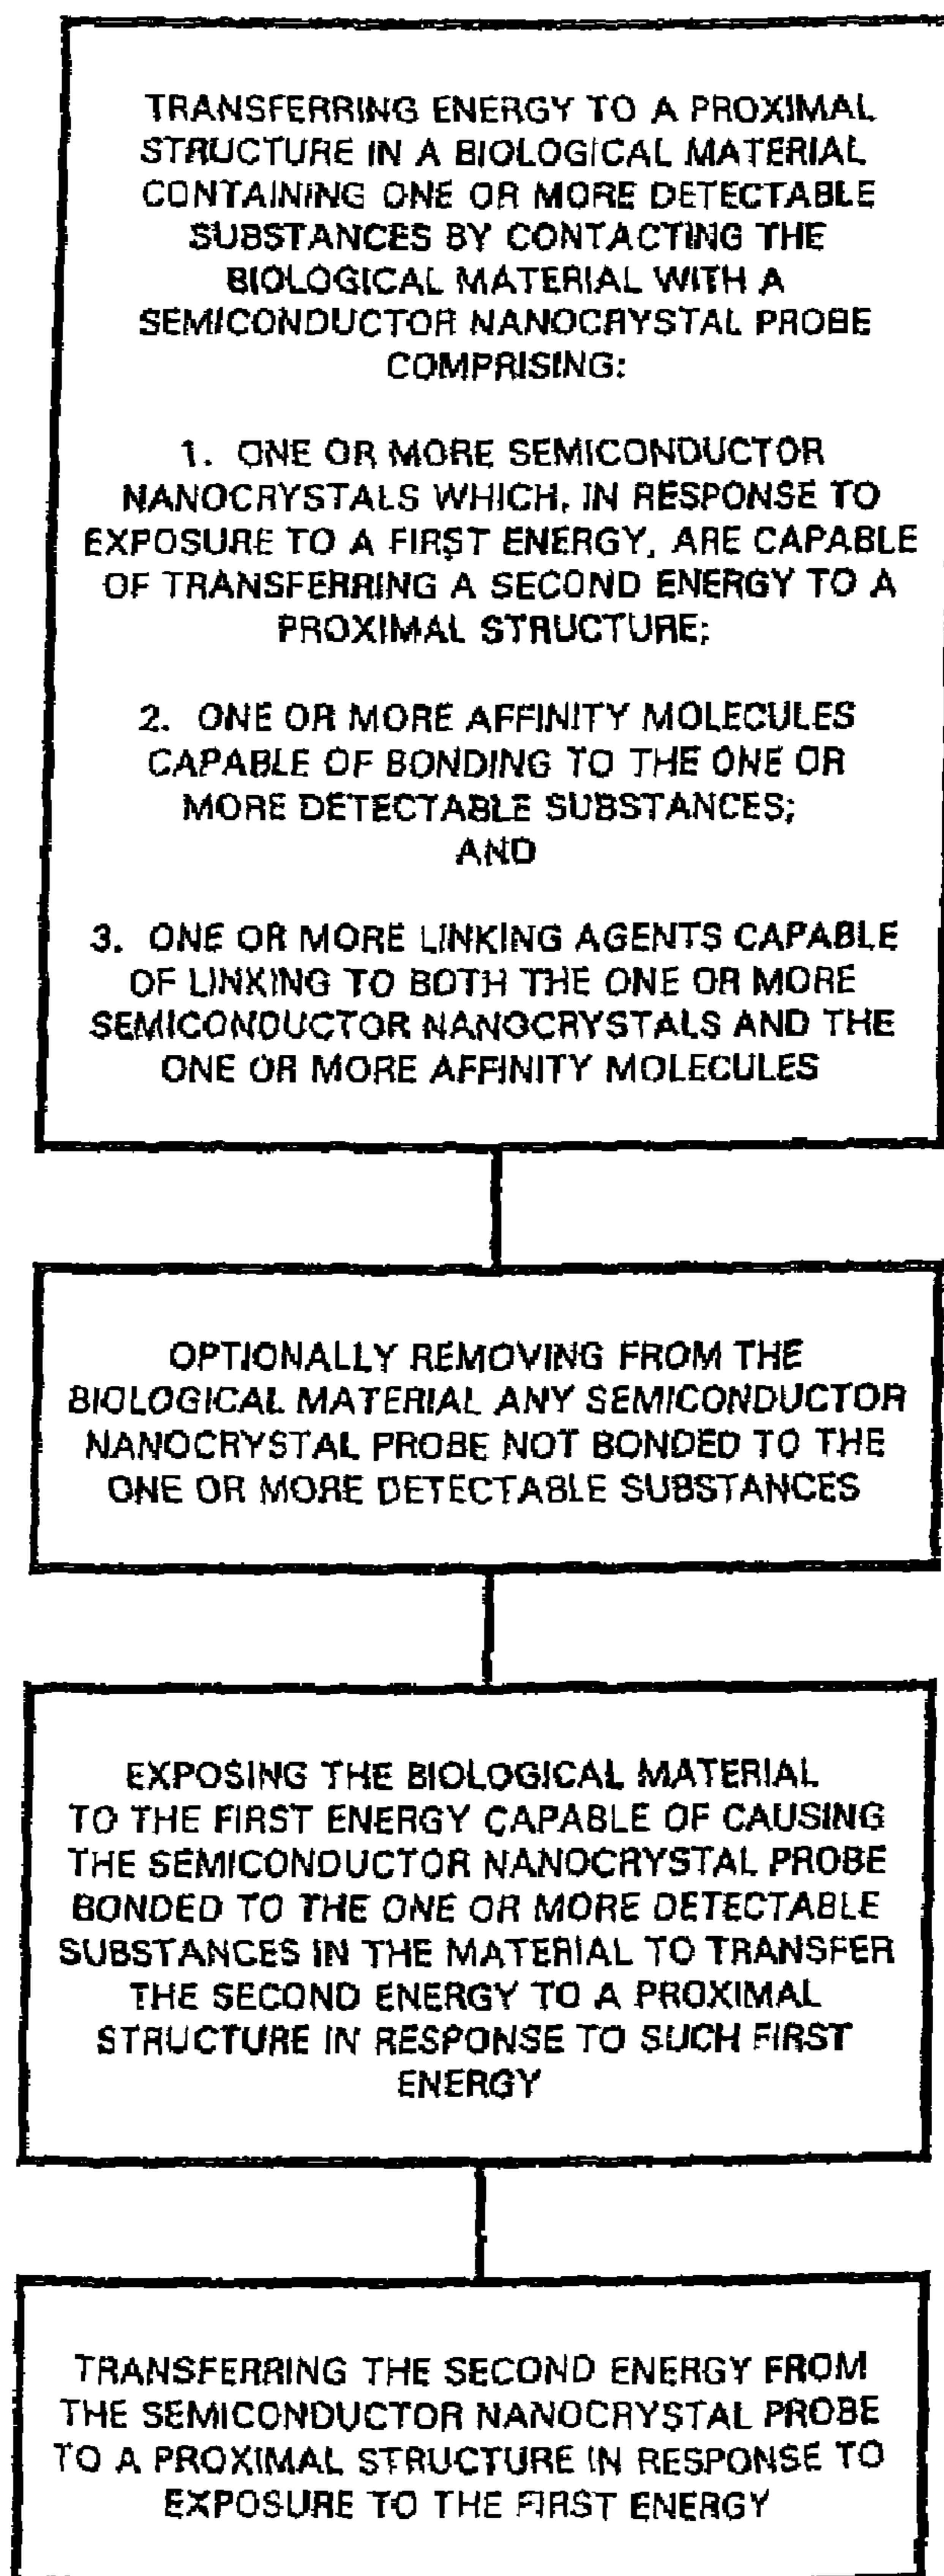 TRANSFERRING ENERGY TO A PROXIMAL
STRUCTURE IN A BIOLOGICAL MATERIAL
CONTAINING ONE OR MORE DETECTABLE
SUBSTANCES BY CONTACTING THE
BIOLOGICAL MATERIAL WITH A
SEMICONDUCTOR NANOCRYSTAL PROBE
COMPRISING:
1. ONE OR MORE SEMICONDUCTOR
NANOCRYSTALS WHICH, IN RESPONSE TO
EXPOSURE TO A FIRST ENERGY, ARE CAPABLE
OF TRANSFERRING A SECOND ENERGY TO A
PROXIMAL STRUCTURE;
2. ONE OR MORE AFFINITY MOLECULES
CAPABLE OF BONDING TO THE ONE OR
MORE DETECTABLE SUBSTANCES;
AND
3. ONE OR MORE LINKING AGENTS CAPABLE
OF LINKING TO BOTH THE ONE OR MORE
SEMICONDUCTOR NANOCRYSTALS AND THE
ONE OR MORE AFFINITY MOLECULES
OPTIONALLY REMOVING FROM THE
BIOLOGICAL MATERIAL ANY SEMICONDUCTOR
NANOCRYSTAL PROBE NOT BONDED TO THE
ONE OR MORE DETECTABLE SUBSTANCES
EXPOSING THE BIOLOGICAL MATERIAL
TO THE FIRST ENERGY CAPABLE OF CAUSING
THE SEMICONDUCTOR NANOCRYSTAL PROBE
BONDED TO THE ONE OR MORE DETECTABLE
SUBSTANCES IN THE MATERIAL TO TRANSFER
THE SECOND ENERGY TO A PROXIMAL
STRUCTURE IN RESPONSE TO SUCH FIRST
ENERGY
TRANSFERRING THE SECOND ENERGY FROM
THE SEMICONDUCTOR NANOCRYSTAL PROBE
TO A PROXIMAL STRUCTURE IN RESPONSE TO
EXPOSURE TO THE FIRST ENERGY